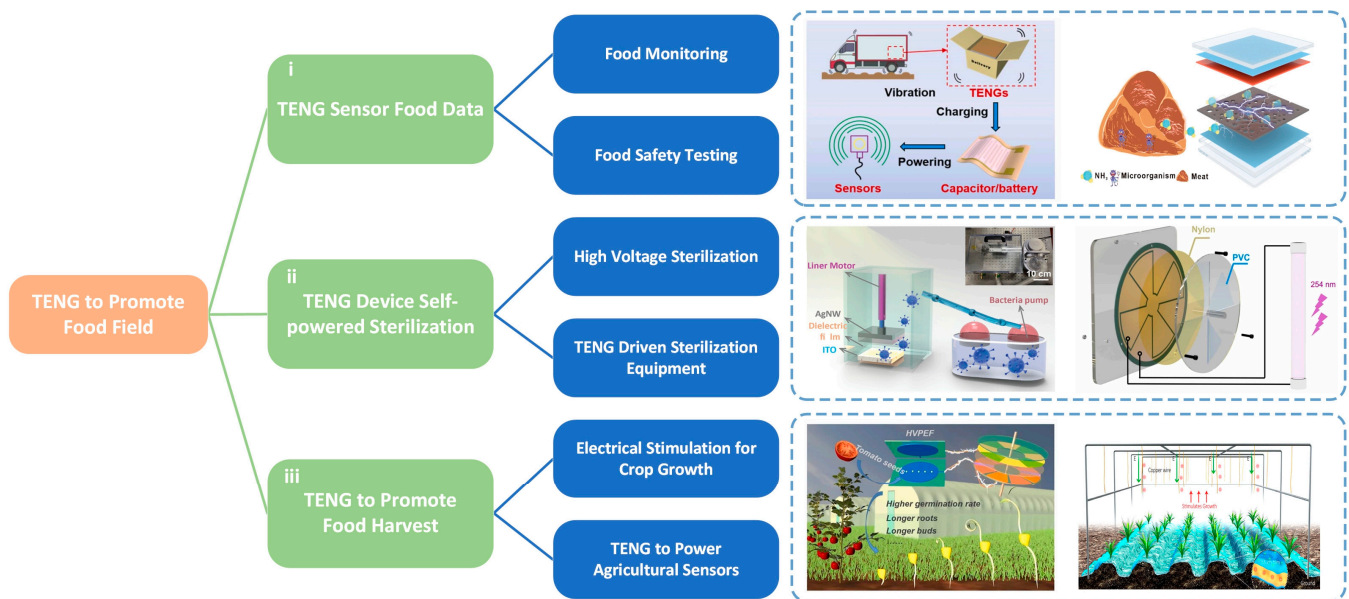 TENG to Promote
Food Field
i
TENG Sensor Food Data
ii
TENG Device Self-
powered Sterilization
iii
TENG to Promote
Food Harvest
Food Monitoring
Food Safety Testing
High Voltage Sterilization
TENG Driven Sterilization
Equipment
Electrical Stimulation for
Crop Growth
TENG to Power
Agricultural Sensors
Delivery
Vibration
TENGs
Charging
Powering
Sensors
Capacitor/battery
NH₃
Microorganism
Meat
Liner Motor
10 cm
Bacteria pump
AgNW
Dielectric
fi lm
ITO
Nylon
PVC
254 nm
HVPEF
Tomato seeds
Higher germination rate
Longer roots
Longer buds
......
E
E
E
E
Copper wire
Stimulates Growth
Ground